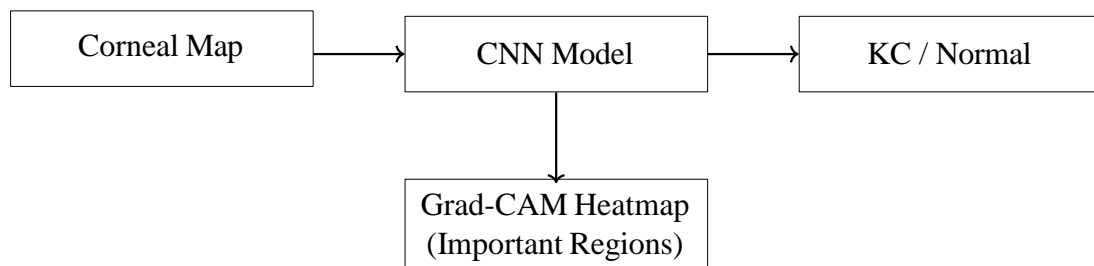 Corneal Map
CNN Model
KC / Normal
Grad-CAM Heatmap
(Important Regions)